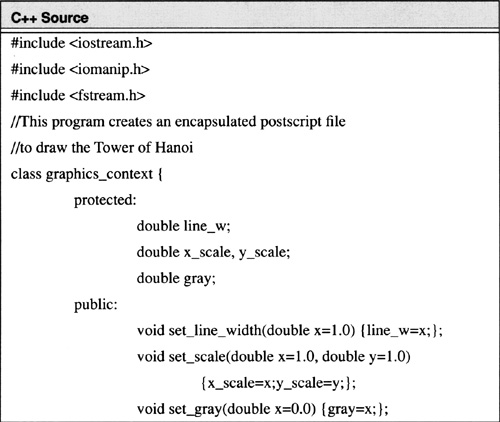 C++ Source
#include <iostream.h>
#include <iomanip.h>
#include <fstream.h>
//This program creates an encapsulated postscript file
//to draw the Tower of Hanoi
class graphics_context {
protected:
double line_w;
double x_scale, y_scale;
double gray;
public:
void set_line_width(double x=1.0) {line_w=x;};
void set_scale(double x=1.0, double y=1.0)
{x_scale=x;y_scale=y;};
void set_gray(double x=0.0) {gray=x;};